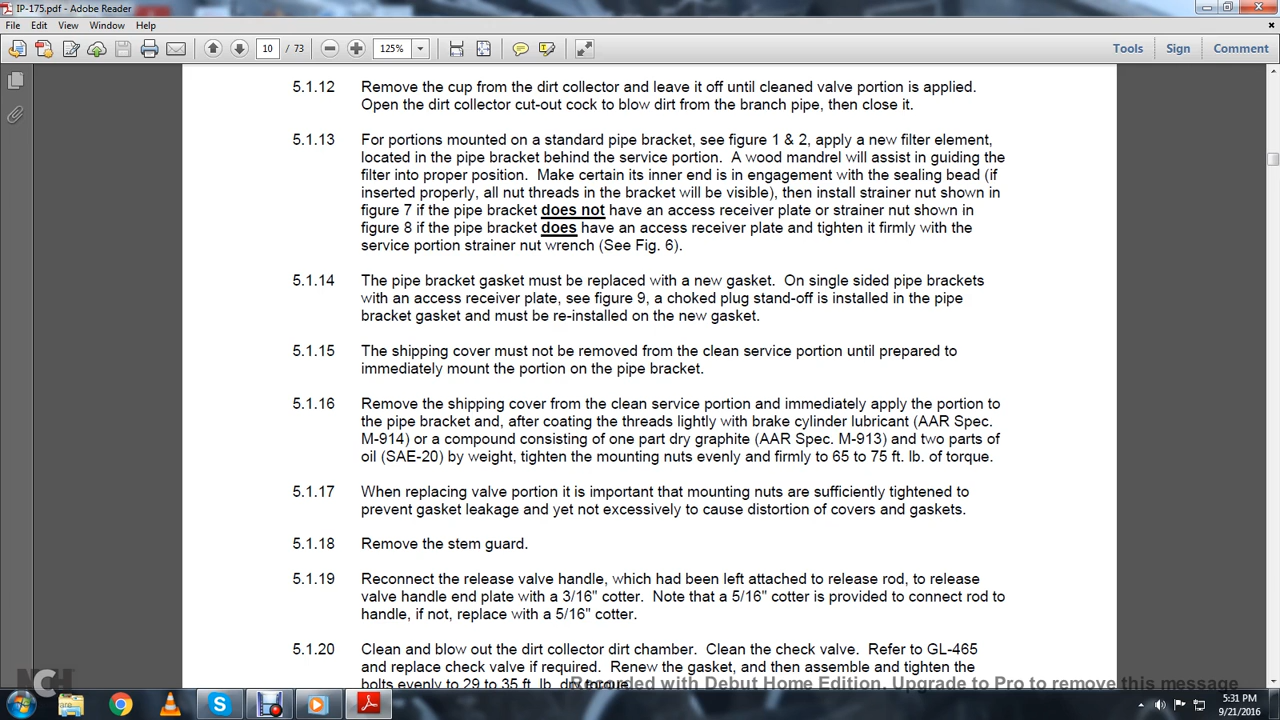 IP-175.pdf - Adobe Reader
File Edit View Window Help
10 / 73 125% Tools Sign Comment
5.1.12 Remove the cup from the dirt collector and leave it off until cleaned valve portion is applied.
Open the dirt collector cut-out cock to blow dirt from the branch pipe, then close it.
5.1.13 For portions mounted on a standard pipe bracket, see figure 1 & 2, apply a new filter element,
located in the pipe bracket behind the service portion. A wood mandrel will assist in guiding the
filter into proper position. Make certain its inner end is in engagement with the sealing bead (if
inserted properly, all nut threads in the bracket will be visible), then install strainer nut shown in
figure 7 if the pipe bracket does not have an access receiver plate or strainer nut shown in
figure 8 if the pipe bracket does have an access receiver plate and tighten it firmly with the
service portion strainer nut wrench (See Fig. 6).
5.1.14 The pipe bracket gasket must be replaced with a new gasket. On single sided pipe brackets
with an access receiver plate, see figure 9, a choked plug stand-off is installed in the pipe
bracket gasket and must be re-installed on the new gasket.
5.1.15 The shipping cover must not be removed from the clean service portion until prepared to
immediately mount the portion on the pipe bracket.
5.1.16 Remove the shipping cover from the clean service portion and immediately apply the portion to
the pipe bracket and, after coating the threads lightly with brake cylinder lubricant (AAR Spec.
M-914) or a compound consisting of one part dry graphite (AAR Spec. M-913) and two parts of
oil (SAE-20) by weight, tighten the mounting nuts evenly and firmly to 65 to 75 ft. lb. of torque.
5.1.17 When replacing valve portion it is important that mounting nuts are sufficiently tightened to
prevent gasket leakage and yet not excessively to cause distortion of covers and gaskets.
5.1.18 Remove the stem guard.
5.1.19 Reconnect the release valve handle, which had been left attached to release rod, to release
valve handle end plate with a 3/16" cotter. Note that a 5/16" cotter is provided to connect rod to
handle, if not, replace with a 5/16" cotter.
5.1.20 Clean and blow out the dirt collector dirt chamber. Clean the check valve. Refer to GL-465
and replace check valve if required. Renew the gasket, and then assemble and tighten the
bolts evenly to 29 to 35 ft. lb. dry torque.
Recorded with Debut Home Edition. Upgrade to Pro to remove this message
NCH
5:31 PM
9/21/2016